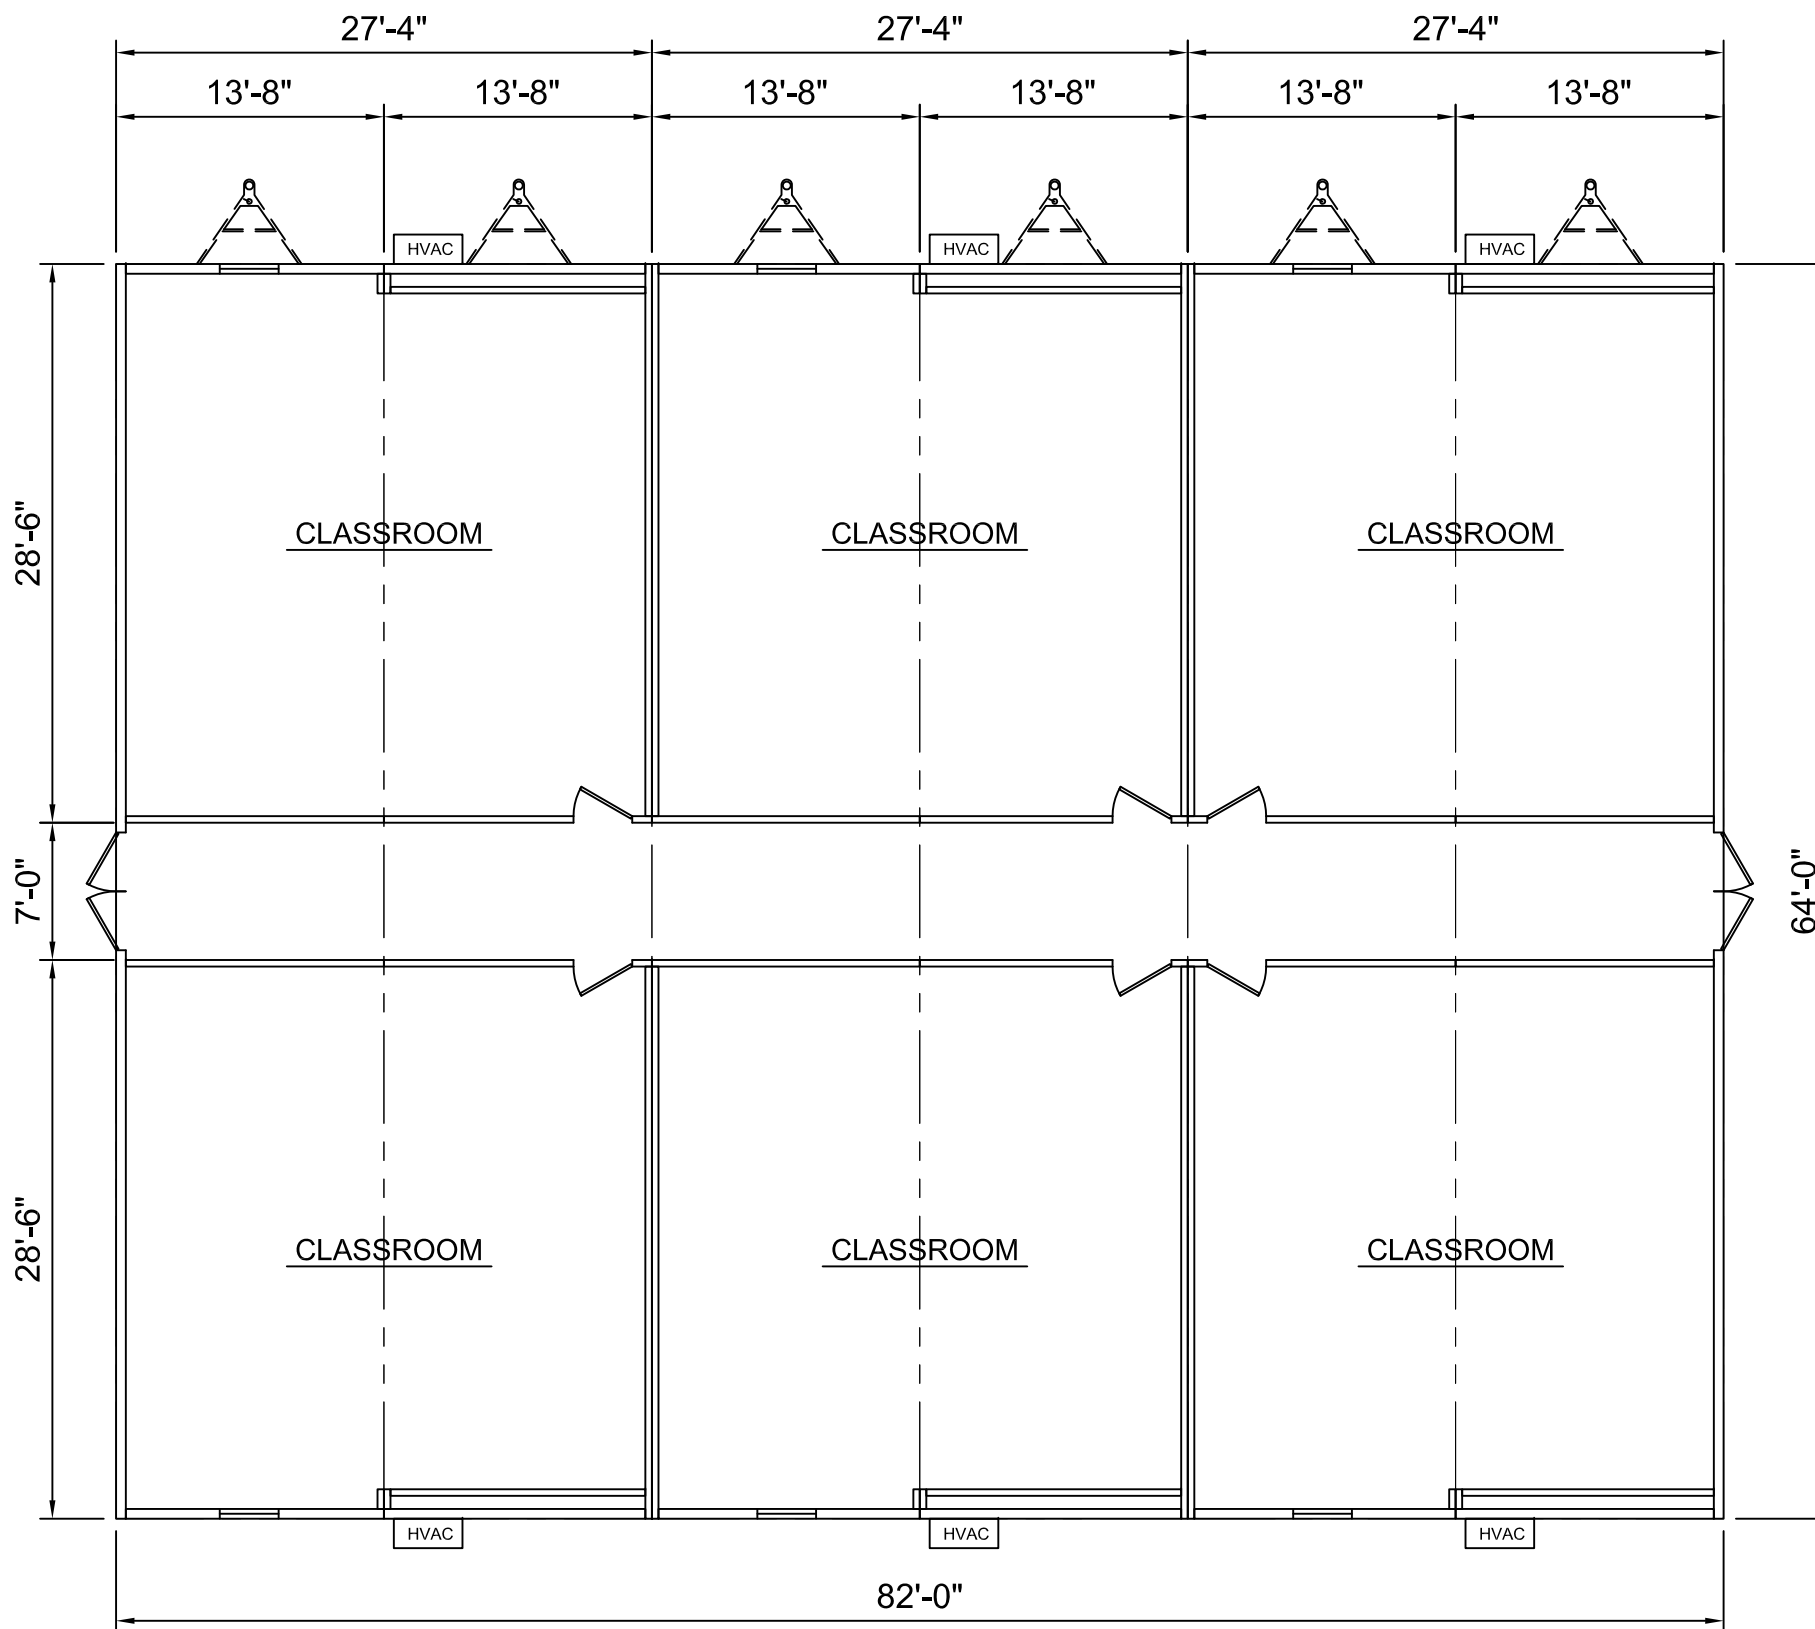 27'-4" 27'-4" 27'-4"
13'-8" 13'-8" 13'-8" 13'-8" 13'-8" 13'-8"
HVAC HVAC HVAC
28'-6"
CLASSROOM CLASSROOM CLASSROOM
7'-0"
64'-0"
28'-6"
CLASSROOM CLASSROOM CLASSROOM
HVAC HVAC HVAC
82'-0"